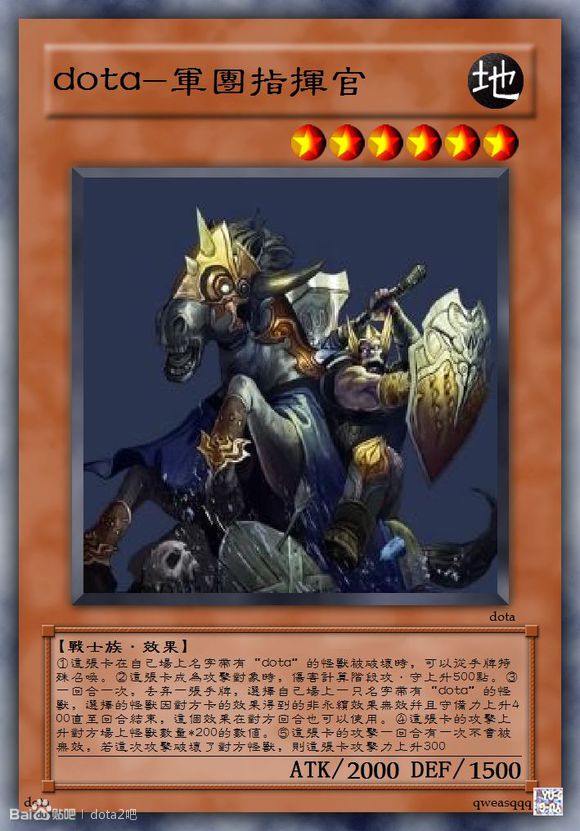 dota-軍團指揮官
地
dota
【戰士族·效果】
①這張卡在自己場上名字帶有“dota”的怪獸被破壞時，可以從手牌特
殊召喚。②這張卡成為攻擊對象時，傷害計算階段攻·守上升500點。③
一回合一次，丟弃一張手牌，選擇自己場上一只名字帶有“dota”的怪
獸，選擇的怪獸因對方卡的效果得到的非永續效果無效并且守備力上升4
00直至回合結束，這個效果在對方回合也可以使用。④這張卡的攻擊上
升對方場上怪獸數量*200的數值。⑤這張卡的攻擊一回合有一次不會被
無效，若這次攻擊破壞了對方怪獸，則這張卡攻擊力上升300
ATK/2000 DEF/1500
qweasqqq
Bai貼吧 | dota2吧